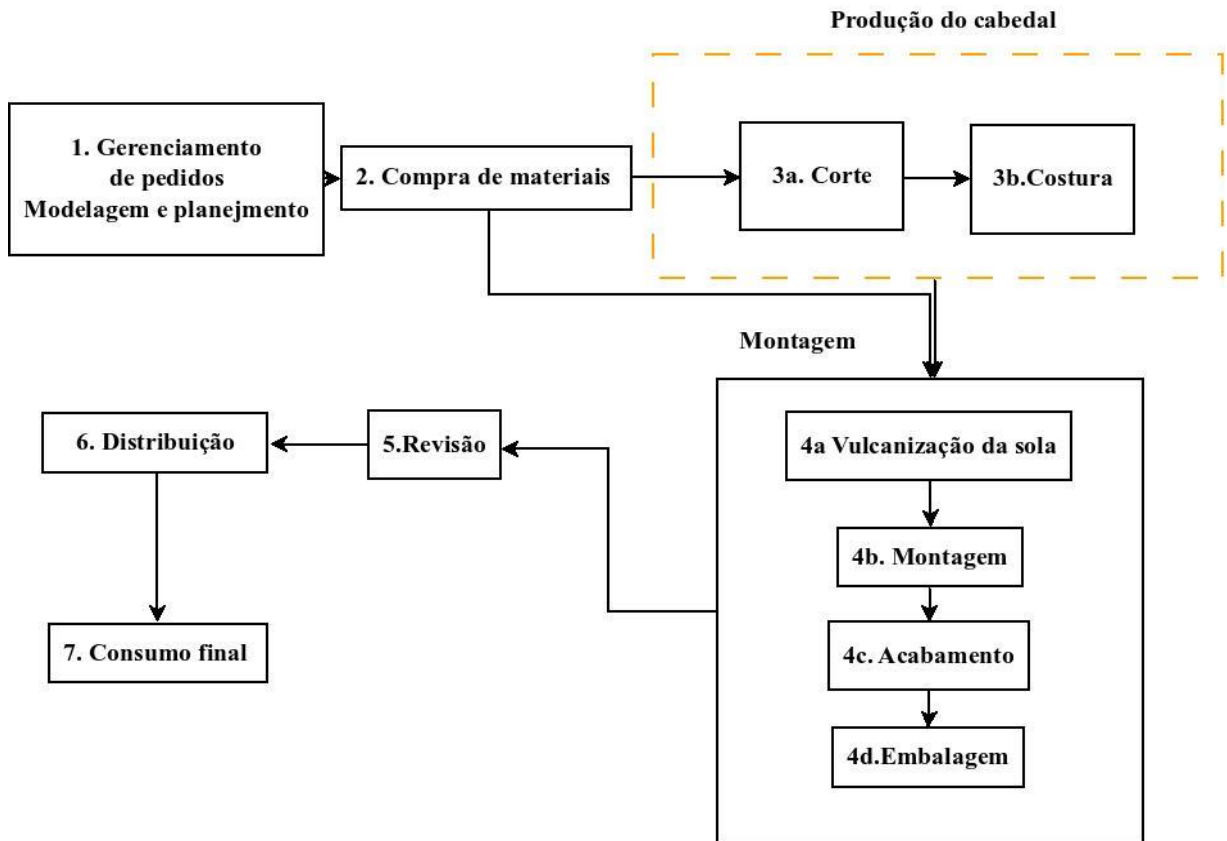 Produção do cabedal
1. Gerenciamento
de pedidos
Modelagem e planejmento
2. Compra de materiais
3a. Corte
3b.Costura
Montagem
4a Vulcanização da sola
4b. Montagem
4c. Acabamento
4d.Embalagem
5.Revisão
6. Distribuição
7. Consumo final